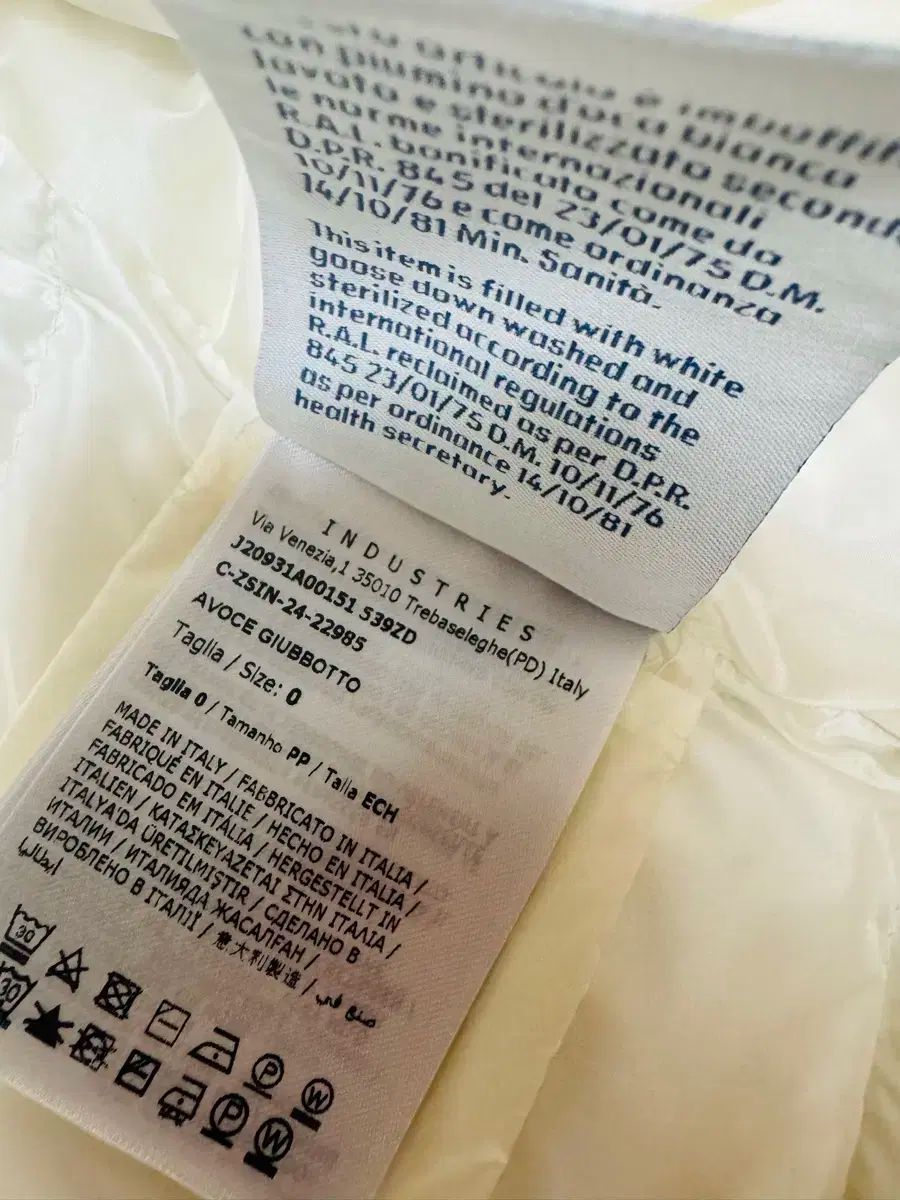 è imbottit
con piumino d'oca bianca
lavato e sterilizzato second
le norme internazionali
R.A.L. bonificato come da
D.P.R. 845 del 23/01/75 D.M.
10/11/76 e come ordinanza
14/10/81 Min. Sanità.
This item is filled with white
goose down washed and
sterilized according to the
international regulations
R.A.L. reclaimed as per D.P.R.
845 23/01/75 D.M. 10/11/76
as per ordinance 14/10/81
health secretary.
INDUSTRIES
Via Venezia,1 35010 Trebaseleghe(PD) Italy
J20931A00151 539ZD
C-ZSIN-24-22985
AVOCE GIUBBOTTO
Taglia / Size: 0
Taglia 0 / Tamanho PP / Talla ECH
MADE IN ITALY / FABBRICATO IN ITALIA /
FABRIQUÉ EN ITALIE / HECHO EN ITALIA /
FABRICADO EM ITÁLIA / HERGESTELLT IN
ITALIEN / ΚΑΤΑΣΚΕΥΑΖΕΤΑΙ ΣΤΗΝ ΙΤΑΛΙΑ /
ITALYA'DA ÜRETILMIŞTIR / СДЕЛАНО В
ИТАЛИИ / ИТАЛИЯДА ЖАСАЛҒАН /
ВИРОБЛЕНО В ІТАЛІЇ / 意大利製造 / صنع في
إيطاليا
30
P
W
30
P
W